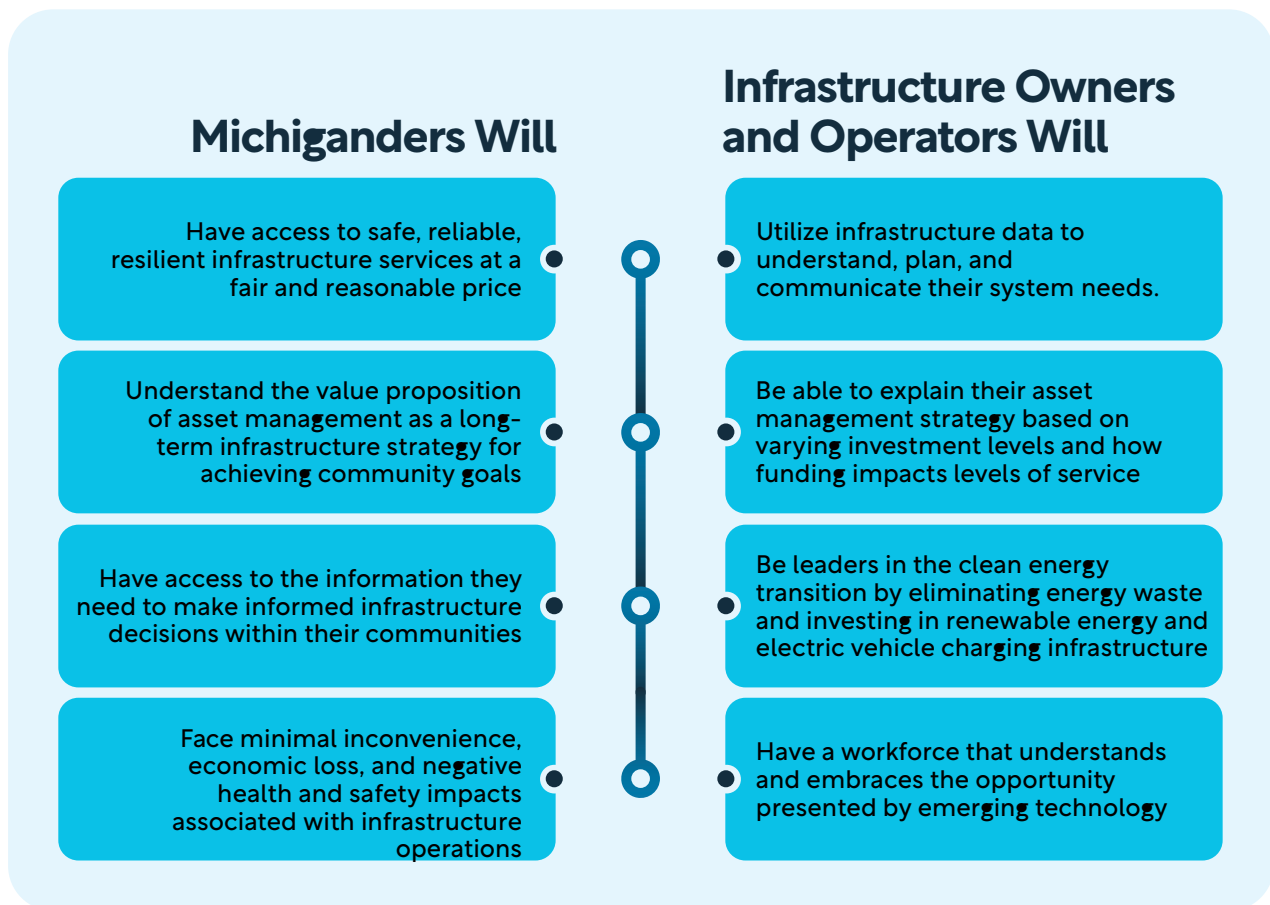 Michiganders Will
Have access to safe, reliable,
resilient infrastructure services at a
fair and reasonable price
Understand the value proposition
of asset management as a long-
term infrastructure strategy for
achieving community goals
Have access to the information they
need to make informed infrastructure
decisions within their communities
Face minimal inconvenience,
economic loss, and negative
health and safety impacts
associated with infrastructure
operations
Infrastructure Owners
and Operators Will
Utilize infrastructure data to
understand, plan, and
communicate their system needs.
Be able to explain their asset
management strategy based on
varying investment levels and how
funding impacts levels of service
Be leaders in the clean energy
transition by eliminating energy waste
and investing in renewable energy and
electric vehicle charging infrastructure
Have a workforce that understands
and embraces the opportunity
presented by emerging technology